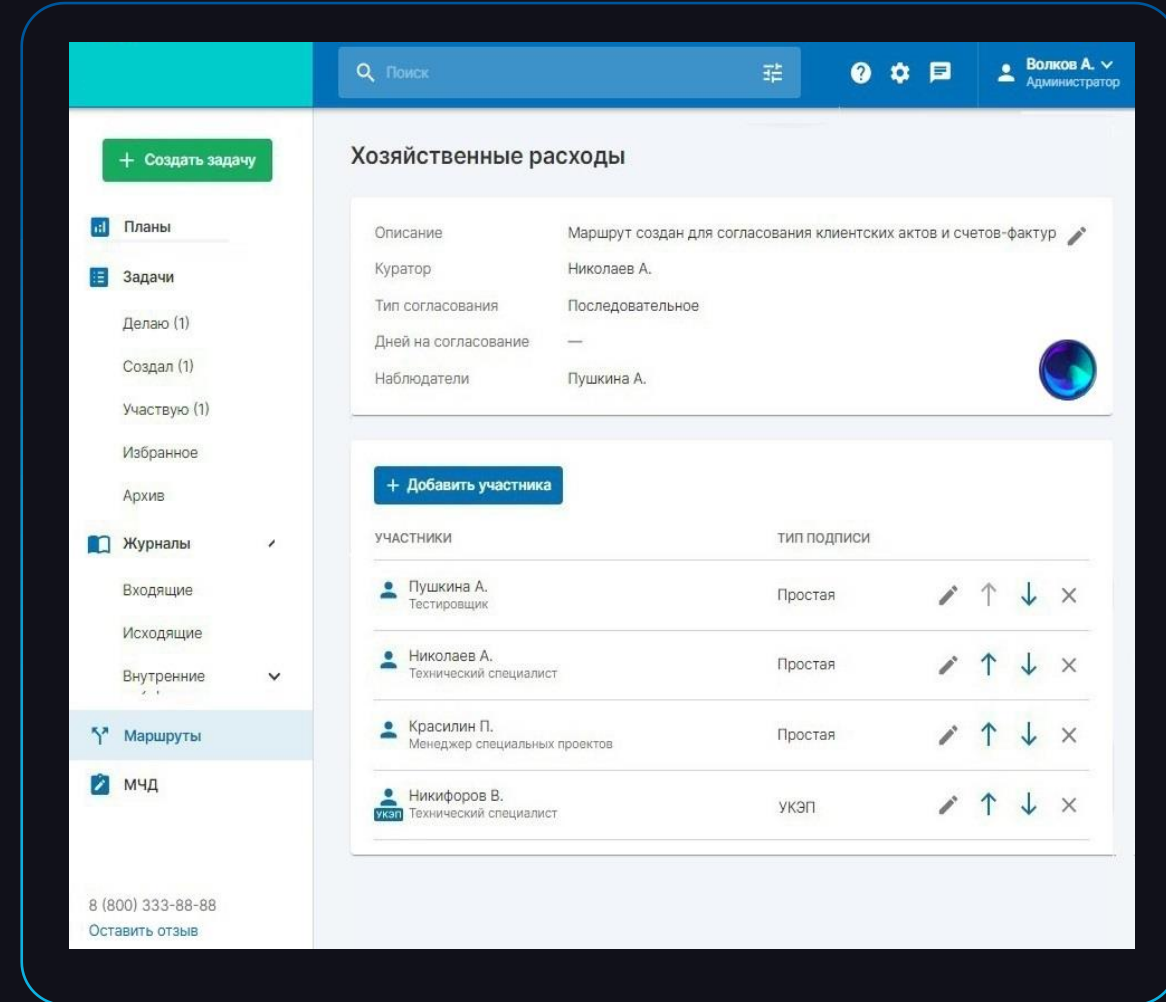 Поиск
Волков А.
Администратор
+ Создать задачу
Планы
Задачи
Делаю (1)
Создал (1)
Участвую (1)
Избранное
Архив
Журналы
Входящие
Исходящие
Внутренние
Маршруты
МЧД
8 (800) 333-88-88
Оставить отзыв
Хозяйственные расходы
Описание Маршрут создан для согласования клиентских актов и счетов-фактур
Куратор Николаев А.
Тип согласования Последовательное
Дней на согласование —
Наблюдатели Пушкина А.
+ Добавить участника
УЧАСТНИКИ ТИП ПОДПИСИ
Пушкина А.
Тестировщик
Простая
Николаев А.
Технический специалист
Простая
Красилин П.
Менеджер специальных проектов
Простая
Никифоров В.
УКЭП Технический специалист
УКЭП